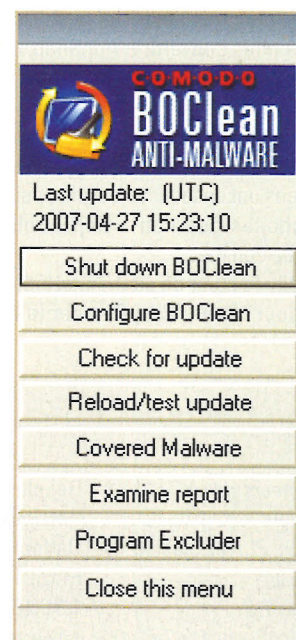 C·O·M·O·D·O
BOClean
ANTI-MALWARE
Last update: (UTC)
2007-04-27 15:23:10
Shut down BOClean
Configure BOClean
Check for update
Reload/test update
Covered Malware
Examine report
Program Excluder
Close this menu